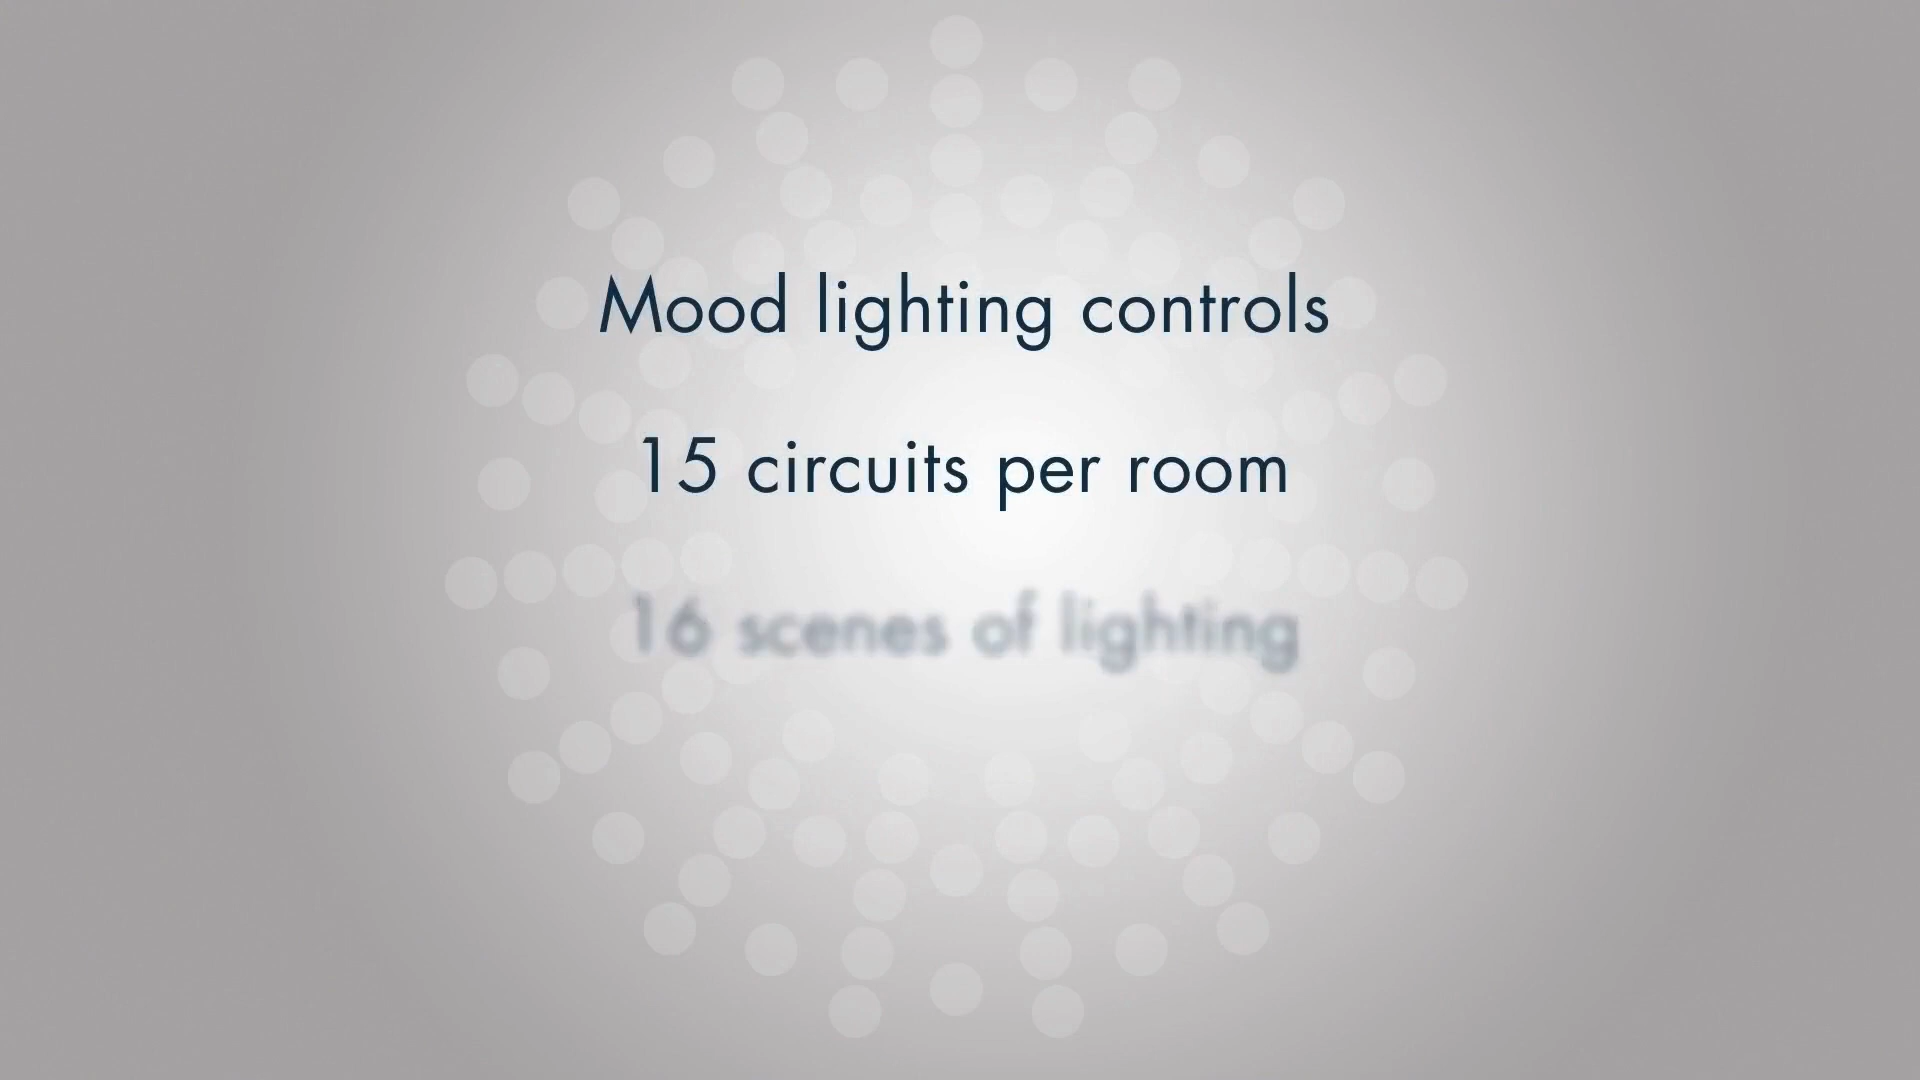 Mood lighting controls
15 circuits per room
16 scenes of lighting